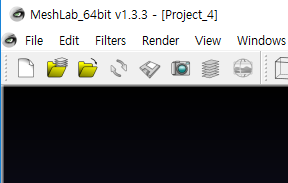 MeshLab_64bit v1.3.3 - [Project_4]
File Edit Filters Render View Windows